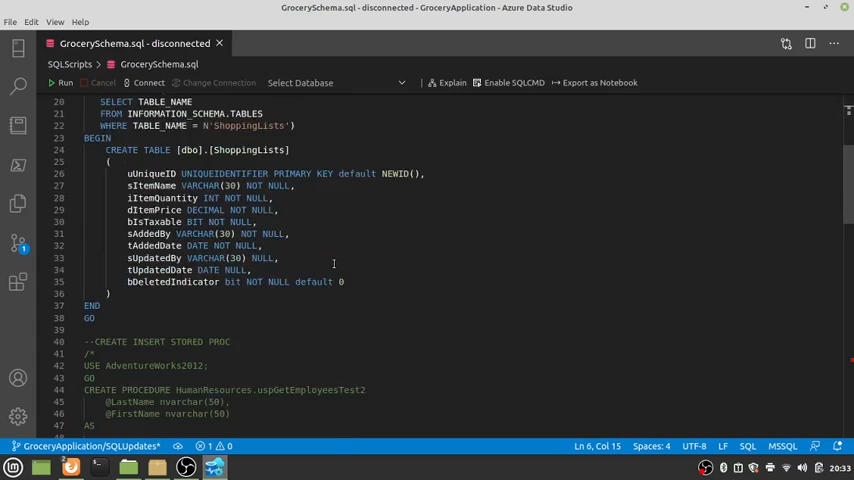 GrocerySchema.sql - disconnected - GroceryApplication - Azure Data Studio
File Edit View Help
GrocerySchema.sql - disconnected
SQLScripts GrocerySchema.sql
Run Cancel Connect Change Connection Select Database Explain Enable SQLCMD Export as Notebook
20 SELECT TABLE_NAME
21 FROM INFORMATION_SCHEMA.TABLES
22 WHERE TABLE_NAME = N'ShoppingLists')
23 BEGIN
24 CREATE TABLE [dbo].[ShoppingLists]
25 (
26 uUniqueID UNIQUEIDENTIFIER PRIMARY KEY default NEWID(),
27 sItemName VARCHAR(30) NOT NULL,
28 iItemQuantity INT NOT NULL,
29 dItemPrice DECIMAL NOT NULL,
30 bIsTaxable BIT NOT NULL,
31 sAddedBy VARCHAR(30) NOT NULL,
32 tAddedDate DATE NOT NULL,
33 sUpdatedBy VARCHAR(30) NULL,
34 tUpdatedDate DATE NULL,
35 bDeletedIndicator bit NOT NULL default 0
36 )
37 END
38 GO
39
40 --CREATE INSERT STORED PROC
41 /*
42 USE AdventureWorks2012;
43 GO
44 CREATE PROCEDURE HumanResources.uspGetEmployeesTest2
45 @LastName nvarchar(50),
46 @FirstName nvarchar(50)
47 AS
1
GroceryApplication/SQLUpdates* 1 0 Ln 6, Col 15 Spaces: 4 UTF-8 LF SQL MSSQL
2 20:33